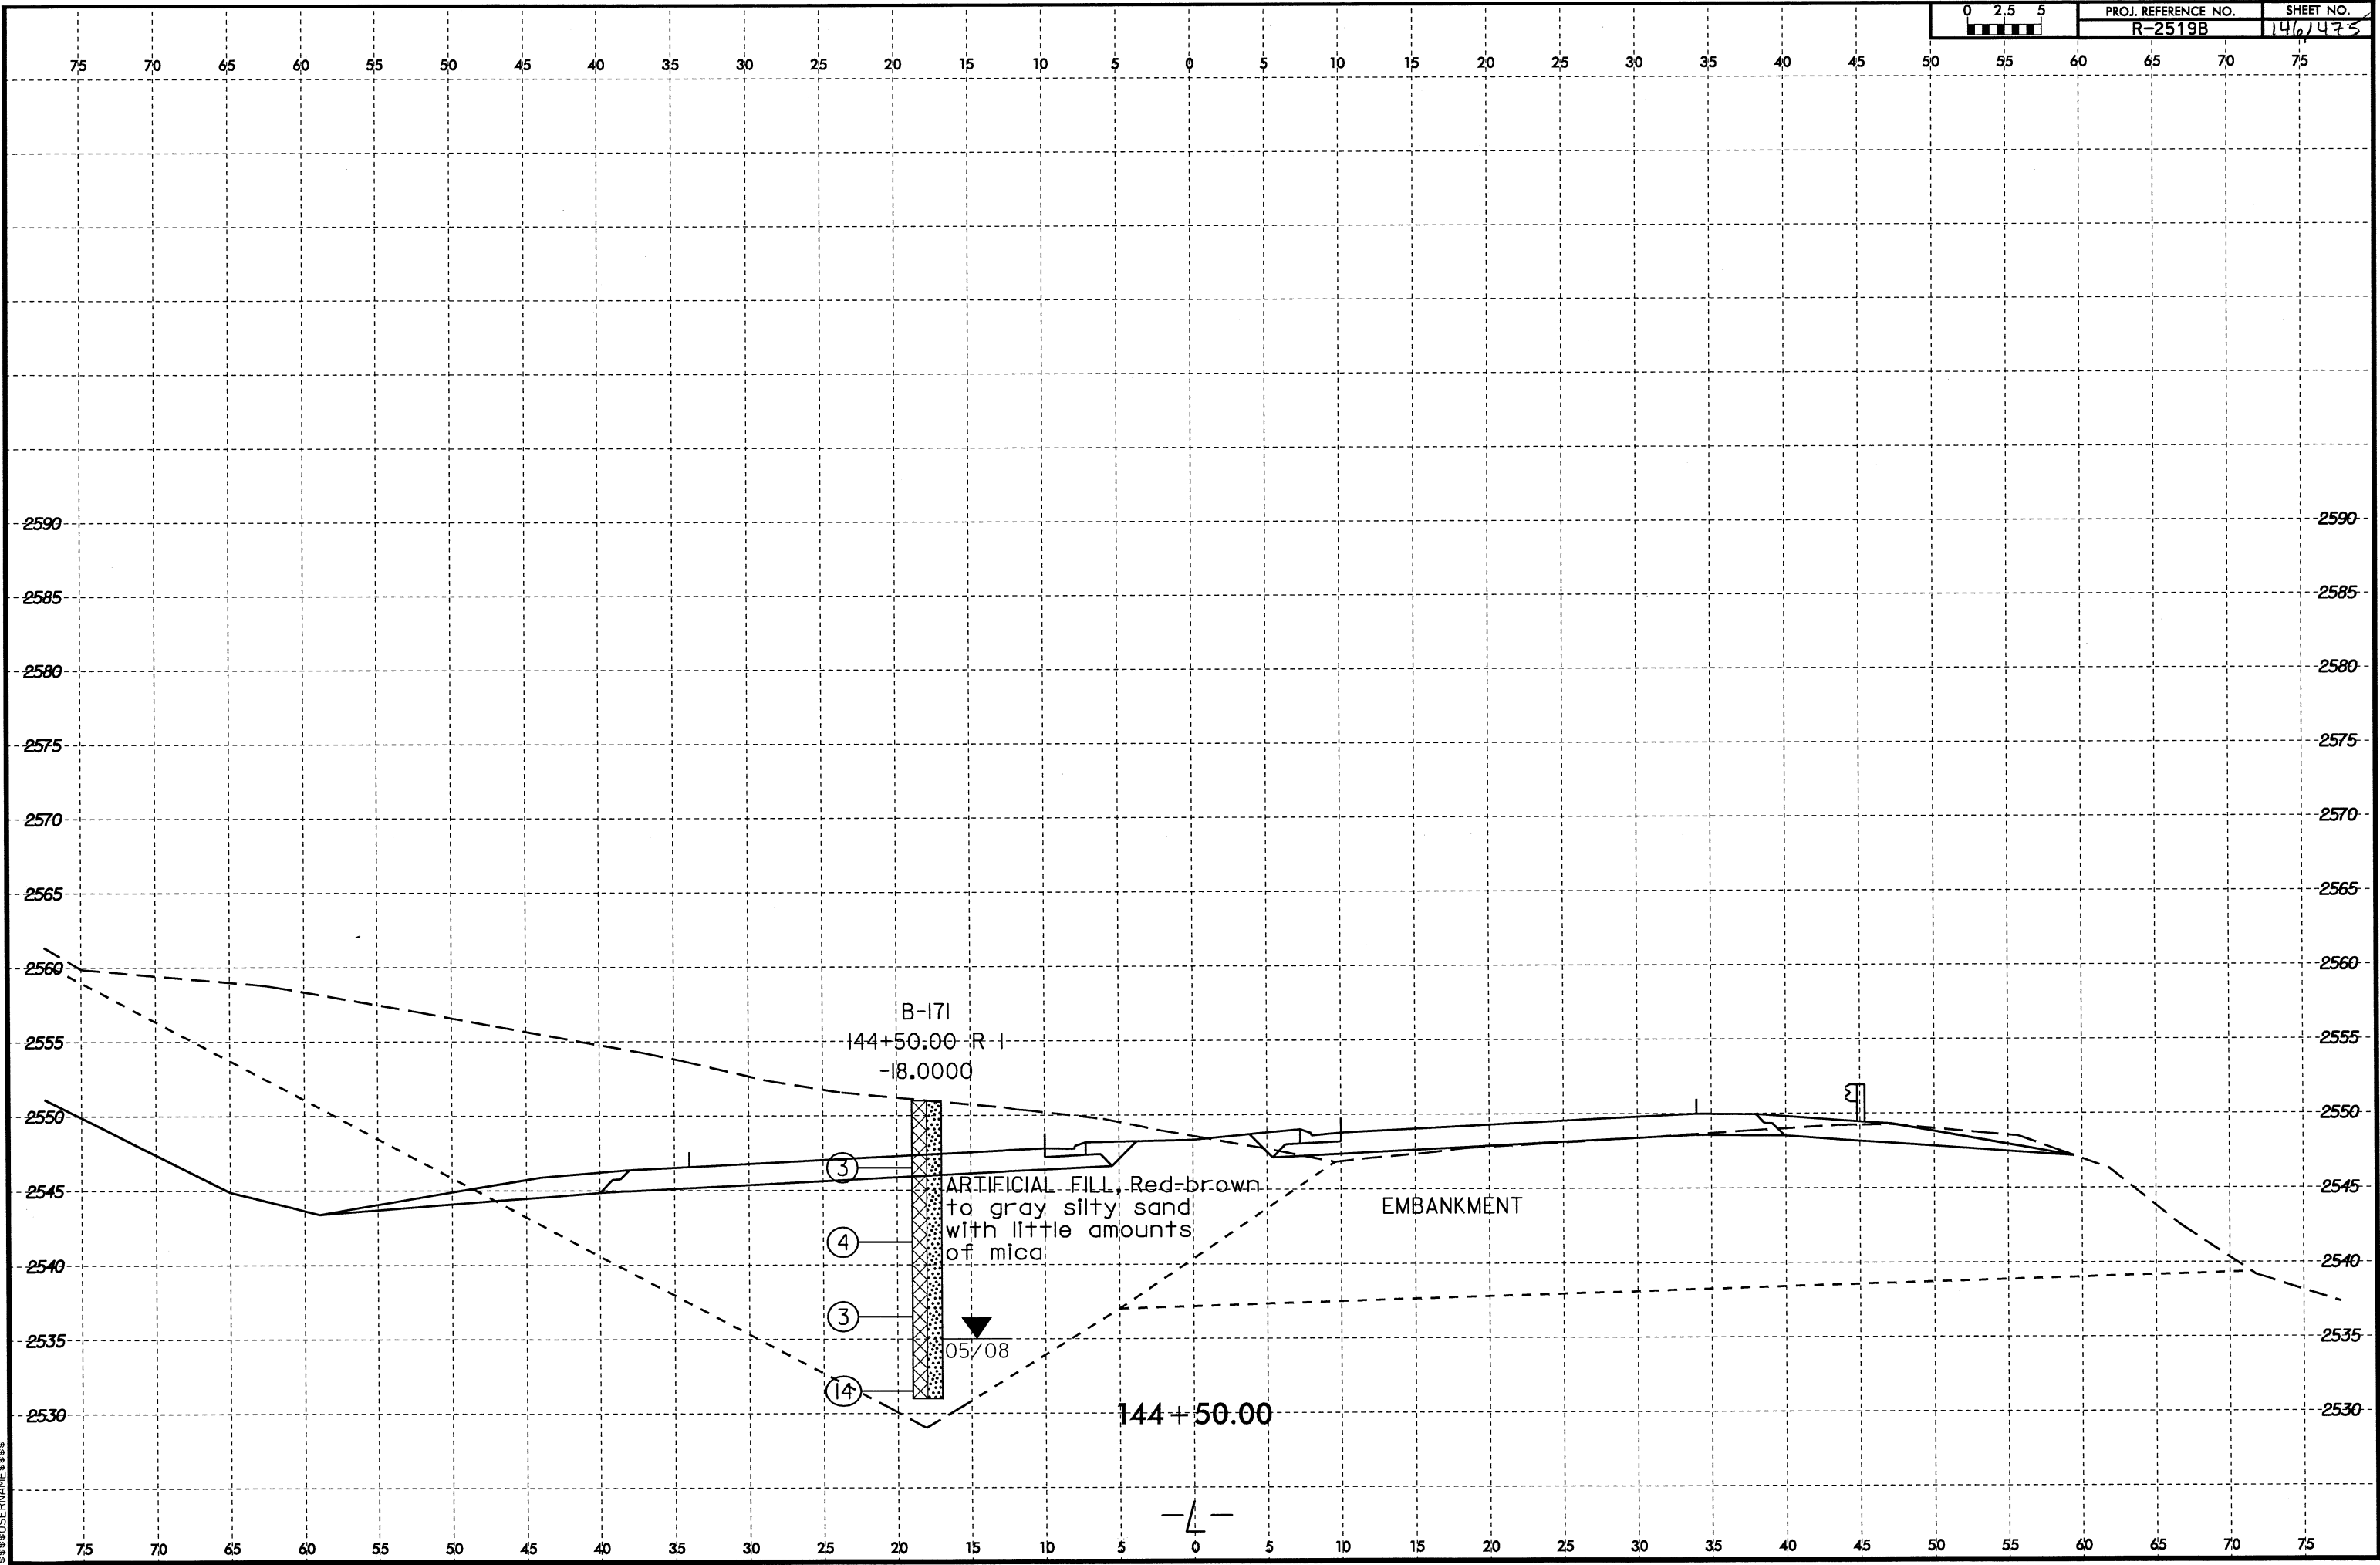 0 2.5 5
PROJ. REFERENCE NO.
SHEET NO.
R-2519B
146/475
75 70 65 60 55 50 45 40 35 30 25 20 15 10 5 0 5 10 15 20 25 30 35 40 45 50 55 60 65 70 75
2590 2590
2585 2585
2580 2580
2575 2575
2570 2570
2565 2565
2560 2560
B-171
2555 144+50.00 R 1 2555
-18.0000
2550 2550
3
2545 ARTIFICIAL FILL, Red-brown 2545
to gray silty sand EMBANKMENT
with little amounts
4
of mica
2540 2540
3
2535 2535
05/08
14
2530 144+50.00 2530
$$$$USERNAME$$$$
-L-
75 70 65 60 55 50 45 40 35 30 25 20 15 10 5 0 5 10 15 20 25 30 35 40 45 50 55 60 65 70 75